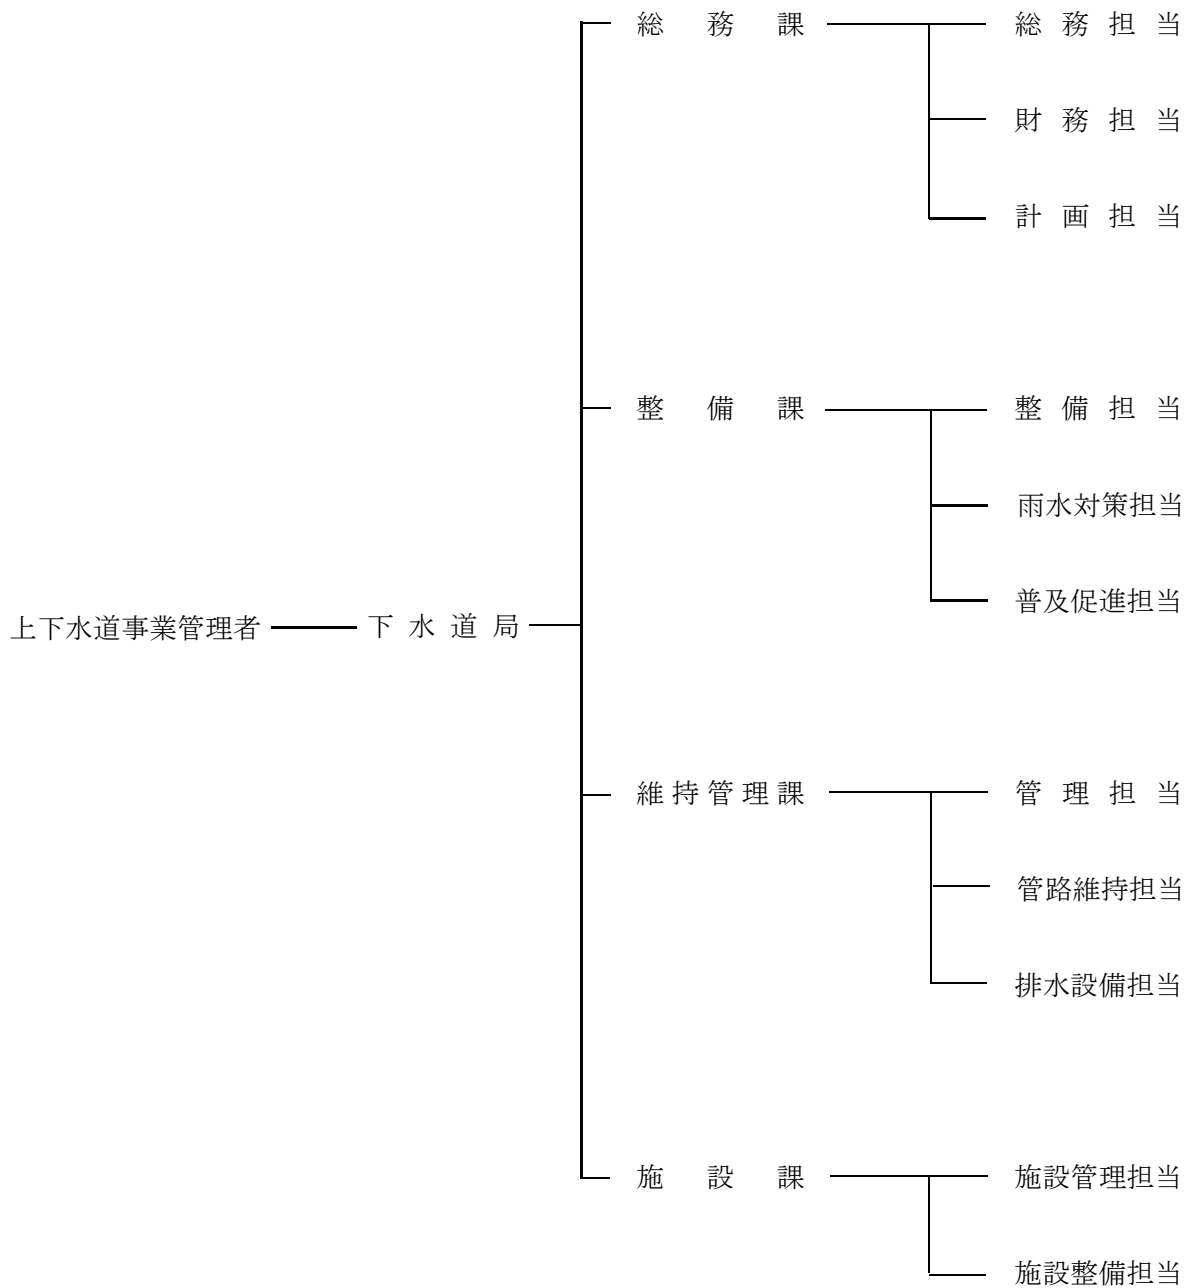 上下水道事業管理者
下水道局
総務課
総務担当
財務担当
計画担当
整備課
整備担当
雨水対策担当
普及促進担当
維持管理課
管理担当
管路維持担当
排水設備担当
施設課
施設管理担当
施設整備担当